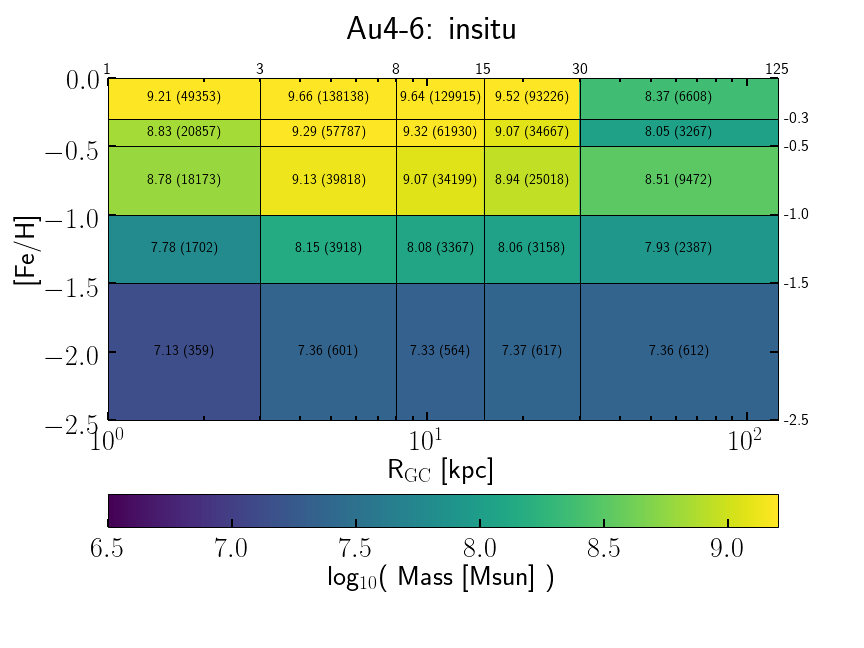 Au4-6: insitu
1 3 8 15 30 125
0.0
9.21 (49353) 9.66 (138138) 9.64 (129915) 9.52 (93226) 8.37 (6608)
-0.3
8.83 (20857) 9.29 (57787) 9.32 (61930) 9.07 (34667) 8.05 (3267)
−0.5 -0.5
8.78 (18173) 9.13 (39818) 9.07 (34199) 8.94 (25018) 8.51 (9472)
−1.0 -1.0
[Fe/H]
7.78 (1702) 8.15 (3918) 8.08 (3367) 8.06 (3158) 7.93 (2387)
−1.5 -1.5
−2.0 7.13 (359) 7.36 (601) 7.33 (564) 7.37 (617) 7.36 (612)
−2.5 -2.5
10⁰ 10¹ 10²
R_GC [kpc]
6.5 7.0 7.5 8.0 8.5 9.0
log₁₀( Mass [Msun] )